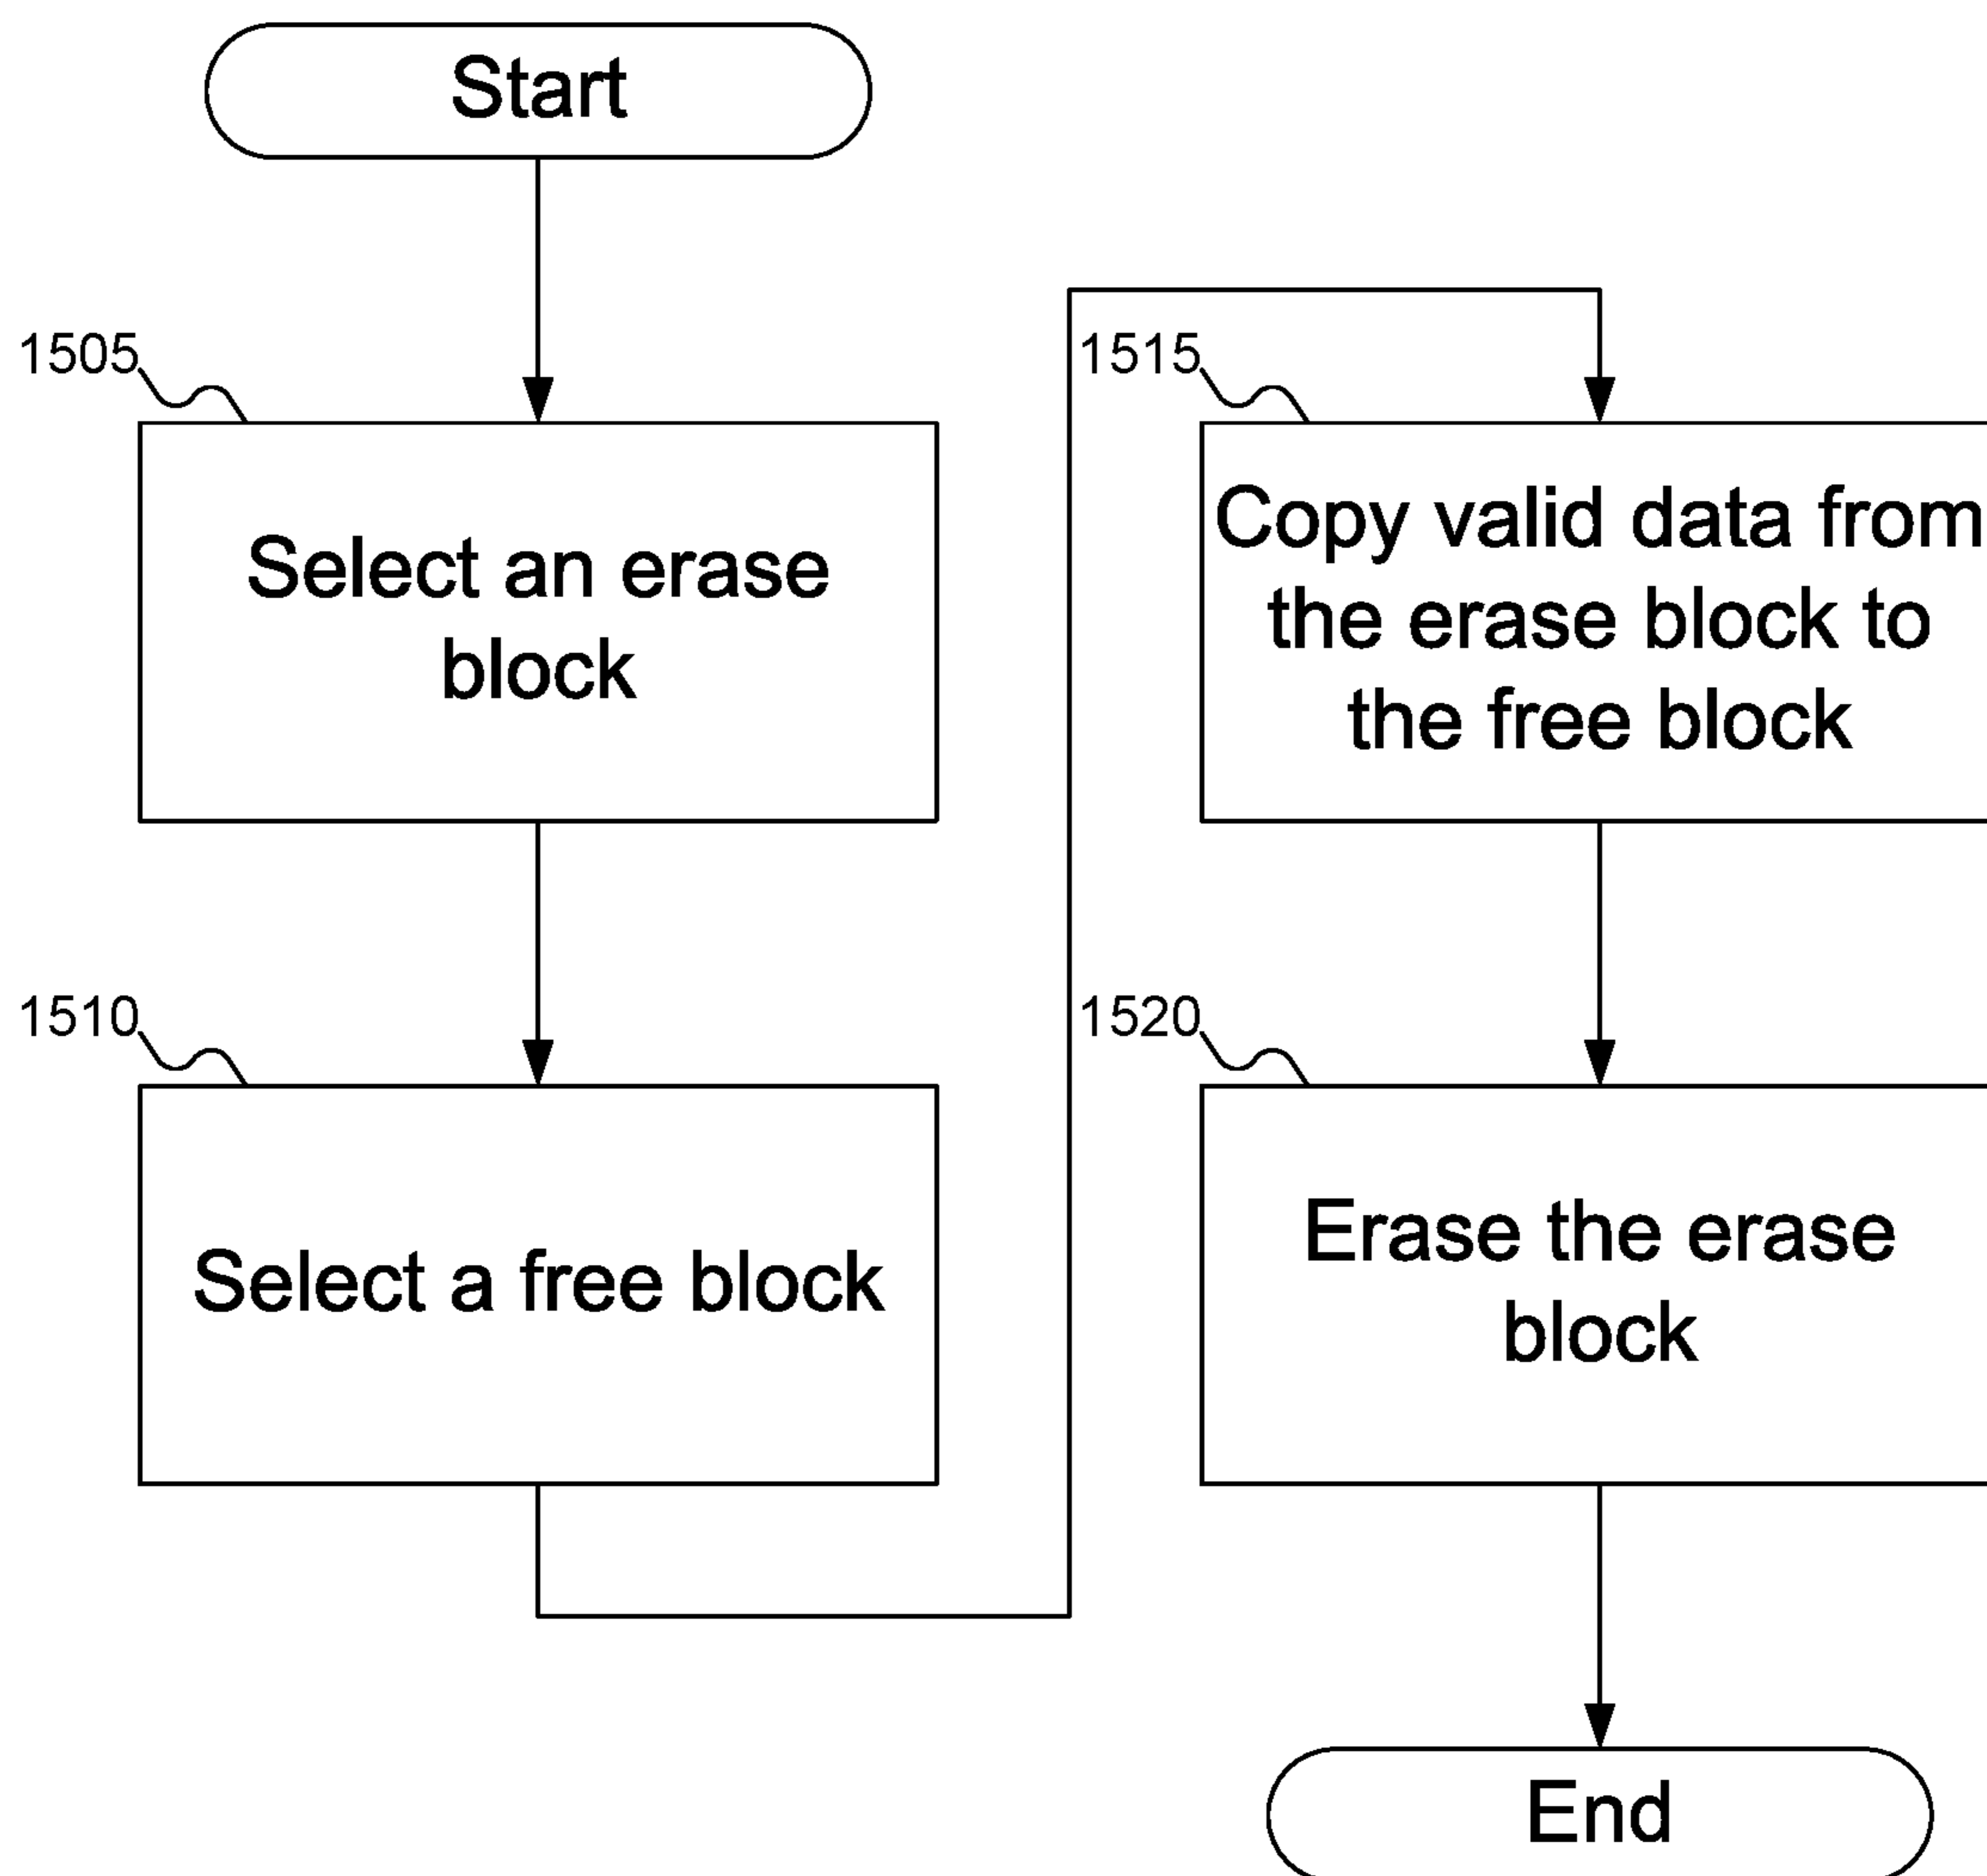 Start
1505
Select an erase
block
1510
Select a free block
1515
Copy valid data from
the erase block to
the free block
1520
Erase the erase
block
End